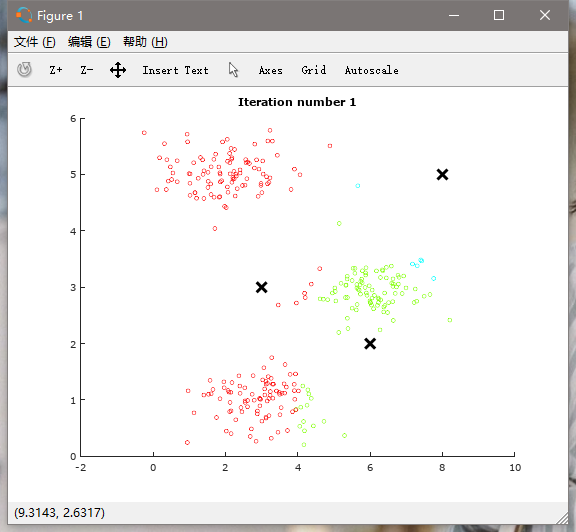 Figure 1
文件 (F) 编辑 (E) 帮助 (H)
Z+ Z- Insert Text Axes Grid Autoscale
Iteration number 1
6
5
4
3
2
1
0
-2 0 2 4 6 8 10
(9.3143, 2.6317)